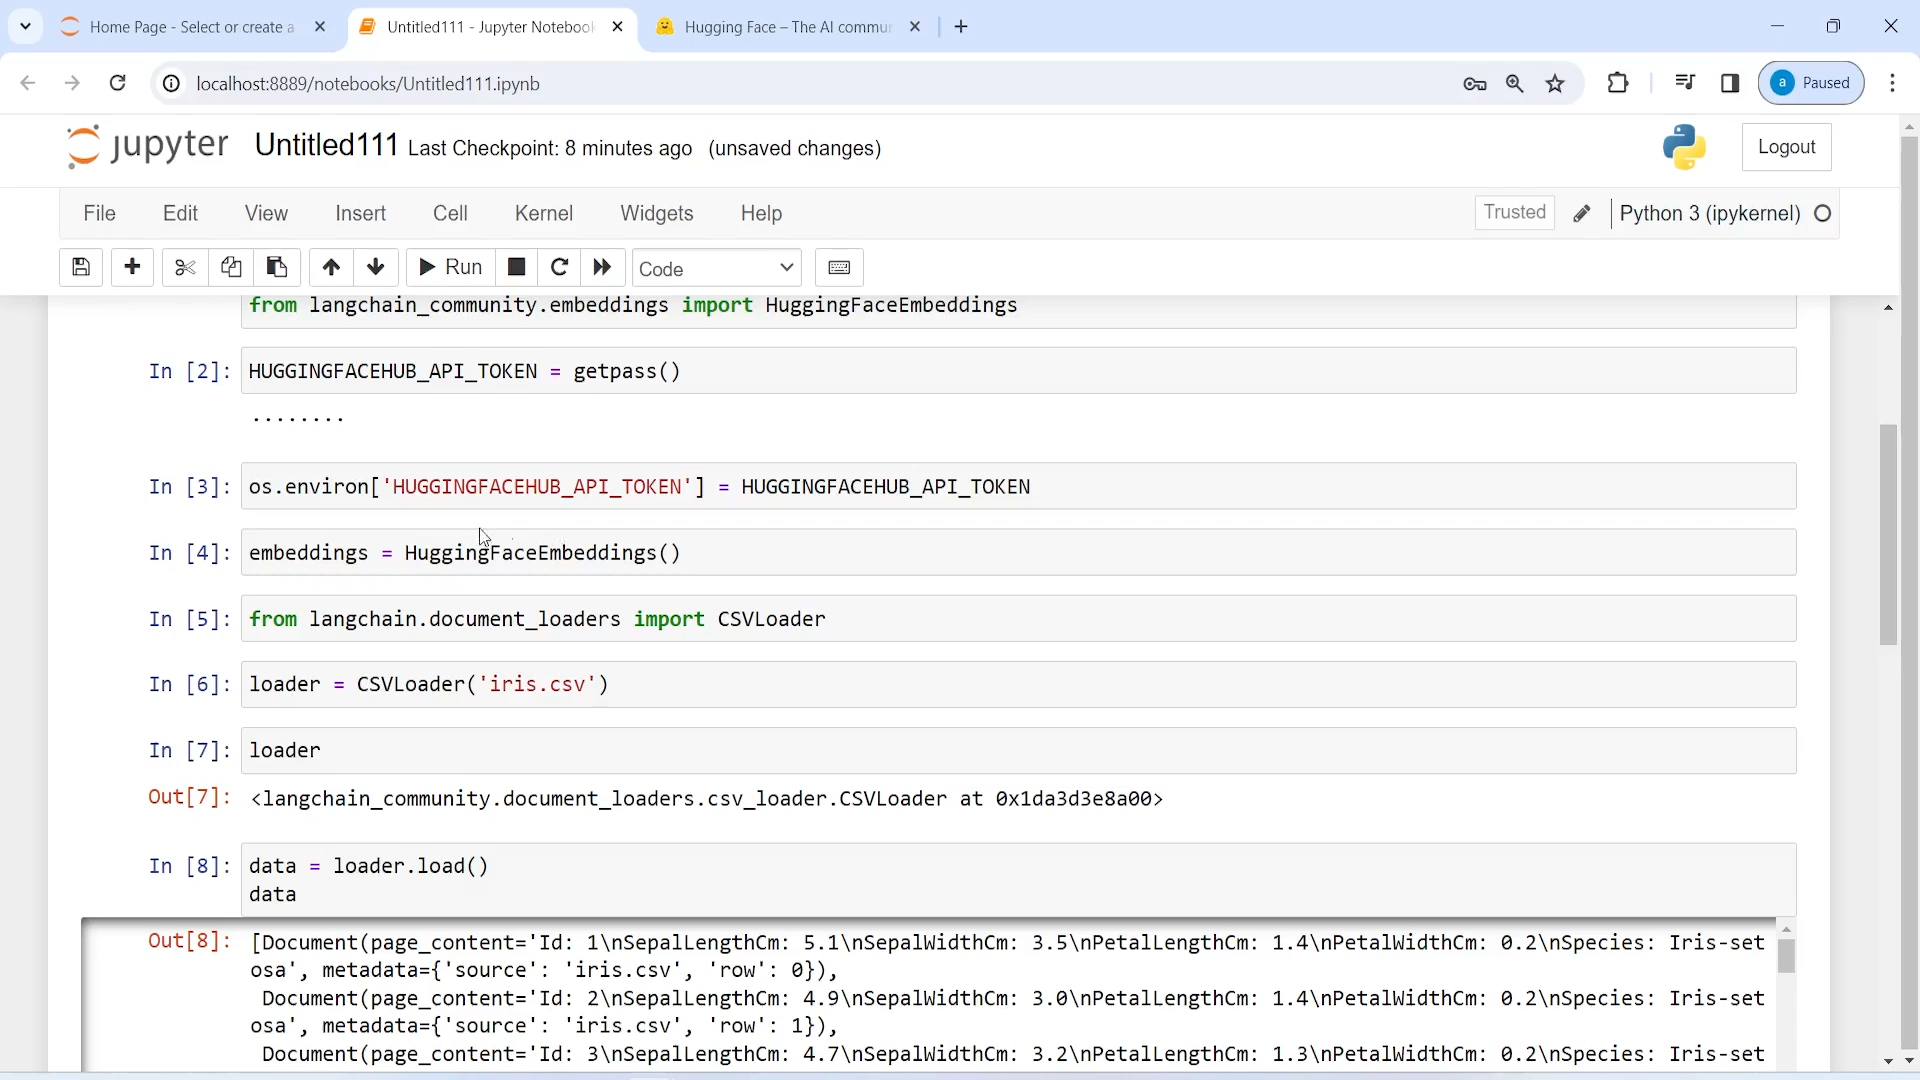 Home Page - Select or create a
Untitled111 - Jupyter Notebook
Hugging Face – The AI commun
localhost:8889/notebooks/Untitled111.ipynb
a Paused
jupyter Untitled111 Last Checkpoint: 8 minutes ago (unsaved changes)
Logout
File Edit View Insert Cell Kernel Widgets Help
Trusted Python 3 (ipykernel)
Run Code
from langchain_community.embeddings import HuggingFaceEmbeddings
In [2]: HUGGINGFACEHUB_API_TOKEN = getpass()
........
In [3]: os.environ['HUGGINGFACEHUB_API_TOKEN'] = HUGGINGFACEHUB_API_TOKEN
In [4]: embeddings = HuggingFaceEmbeddings()
In [5]: from langchain.document_loaders import CSVLoader
In [6]: loader = CSVLoader('iris.csv')
In [7]: loader
Out[7]: <langchain_community.document_loaders.csv_loader.CSVLoader at 0x1da3d3e8a00>
In [8]: data = loader.load()
data
Out[8]: [Document(page_content='Id: 1\nSepalLengthCm: 5.1\nSepalWidthCm: 3.5\nPetalLengthCm: 1.4\nPetalWidthCm: 0.2\nSpecies: Iris-set
osa', metadata={'source': 'iris.csv', 'row': 0}),
Document(page_content='Id: 2\nSepalLengthCm: 4.9\nSepalWidthCm: 3.0\nPetalLengthCm: 1.4\nPetalWidthCm: 0.2\nSpecies: Iris-set
osa', metadata={'source': 'iris.csv', 'row': 1}),
Document(page_content='Id: 3\nSepalLengthCm: 4.7\nSepalWidthCm: 3.2\nPetalLengthCm: 1.3\nPetalWidthCm: 0.2\nSpecies: Iris-set